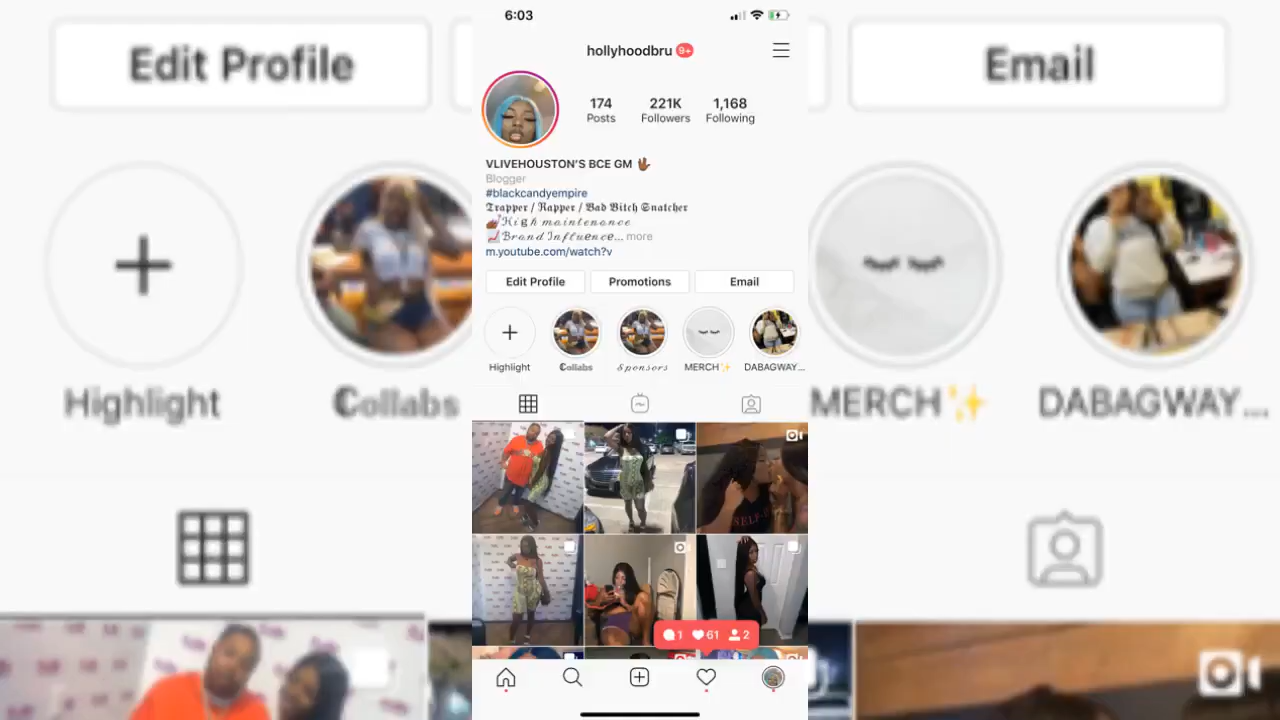 6:03
hollyhoodbru 9+
174 221K 1,168
Posts Followers Following
VLIVEHOUSTON'S BCE GM 🖖🏾
Blogger
#blackcandyempire
𝕿𝖗𝖆𝖕𝖕𝖊𝖗 / 𝕽𝖆𝖕𝖕𝖊𝖗 / 𝕭𝖆𝖉 𝕭𝖎𝖙𝖈𝖍 𝕾𝖓𝖆𝖙𝖈𝖍𝖊𝖗
💅🏾𝓗𝓲𝓰𝓱 𝓶𝓪𝓲𝓷𝓽𝓮𝓷𝓪𝓷𝓬𝓮
📈𝓑𝓻𝓪𝓷𝓭 𝓘𝓷𝓯𝓵𝓾𝓮𝓷𝓬𝓮... more
m.youtube.com/watch?v
Edit Profile Promotions Email
Highlight ℂollabs 𝓢𝓹𝓸𝓷𝓼𝓸𝓻𝓼 MERCH✨ DABAGWAY...
SELF-
1 61 2
Edit Profile Email
Highlight ℂollabs MERCH✨ DABAGWAY...